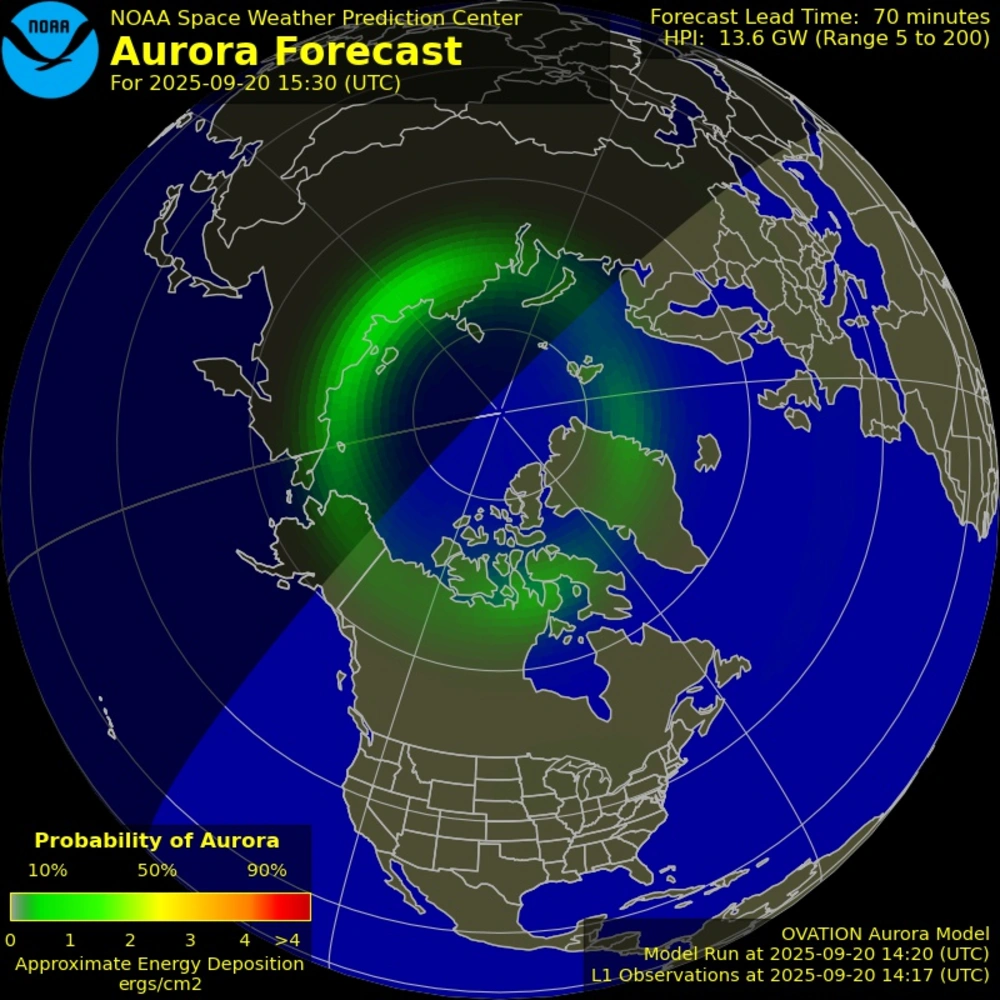 NOAA
NOAA Space Weather Prediction Center
Aurora Forecast
For 2025-09-20 15:30 (UTC)
Forecast Lead Time: 70 minutes
HPI: 13.6 GW (Range 5 to 200)
Probability of Aurora
10% 50% 90%
0 1 2 3 4 >4
Approximate Energy Deposition
ergs/cm2
OVATION Aurora Model
Model Run at 2025-09-20 14:20 (UTC)
L1 Observations at 2025-09-20 14:17 (UTC)